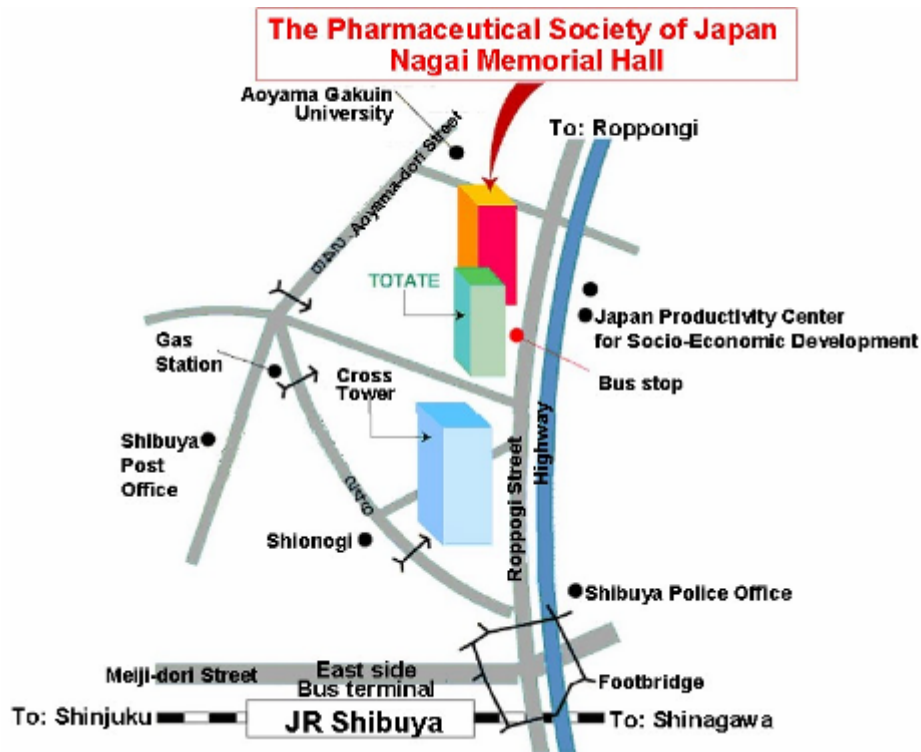 The Pharmaceutical Society of Japan
Nagai Memorial Hall
Aoyama Gakuin
University
To: Roppongi
Aoyama-dori Street
246
TOTATE
Japan Productivity Center
for Socio-Economic Development
Gas
Station
Bus stop
Cross
Tower
Shibuya
Post
Office
Roppogi Street
Highway
Shionogi
Shibuya Police Office
Meiji-dori Street
East side
Bus terminal
Footbridge
To: Shinjuku
JR Shibuya
To: Shinagawa